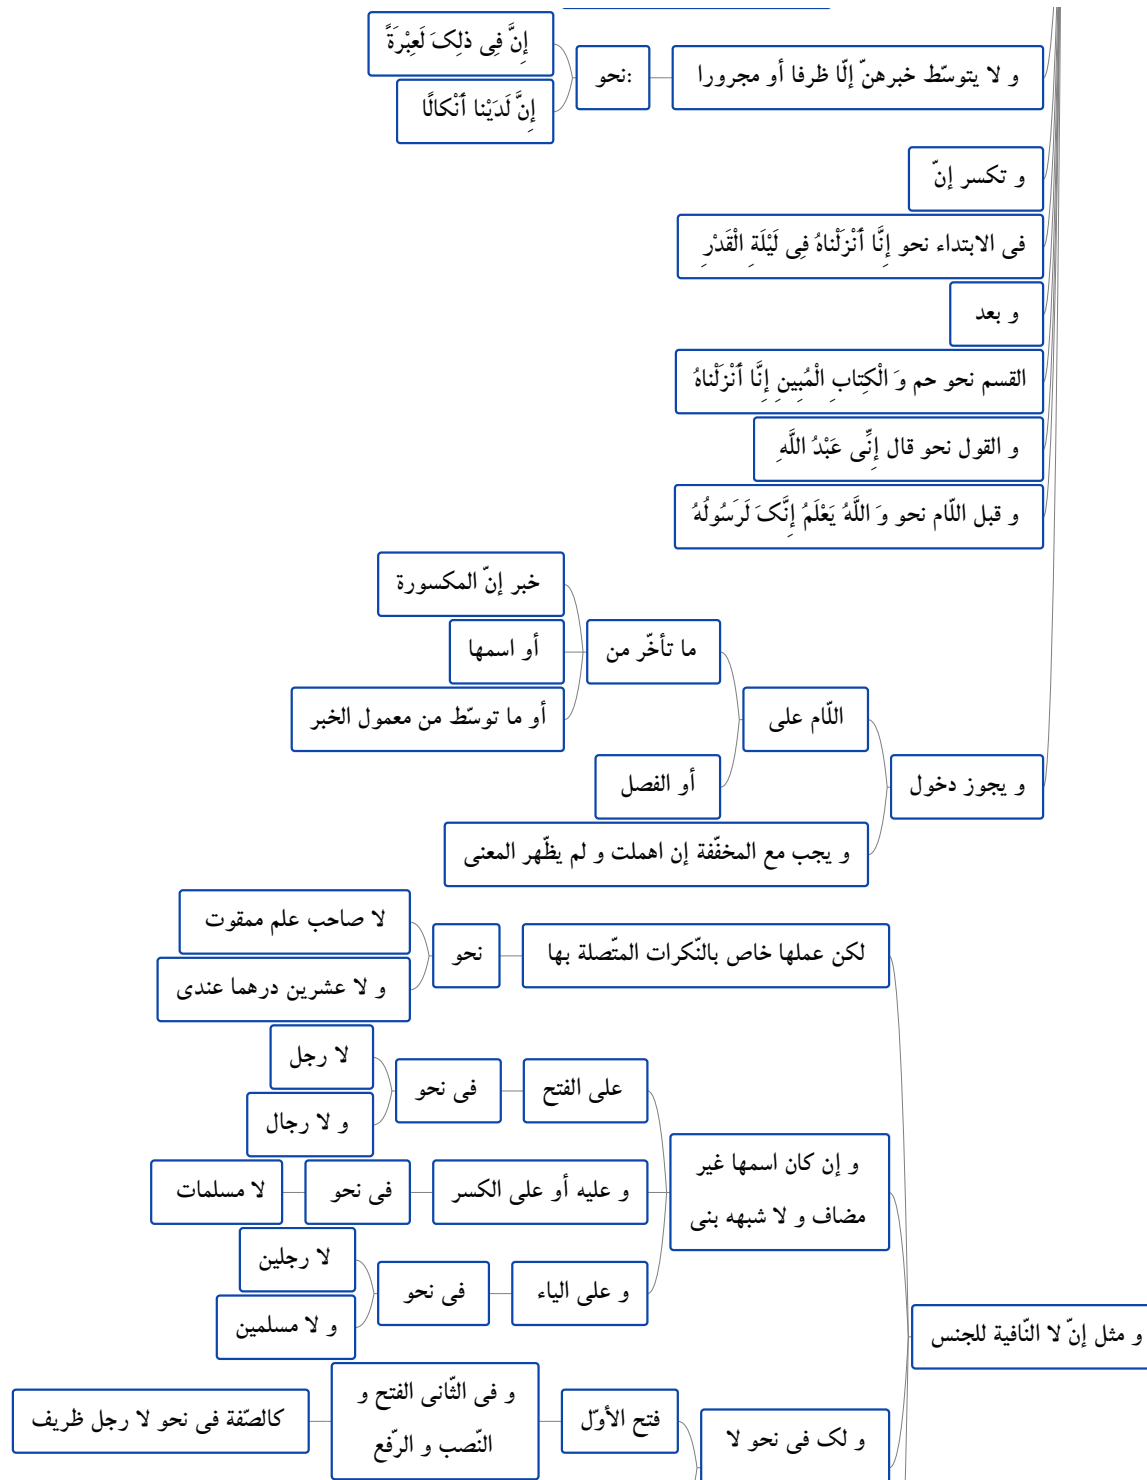 و لا يتوسّط خبرهنّ إلّا ظرفا أو مجرورا
نحو:
إِنَّ فِی ذلِکَ لَعِبْرَةً
إِنَّ لَدَيْنا أَنْکالًا
و تكسر إنّ
فى الابتداء نحو إِنَّا أَنْزَلْناهُ فِی لَيْلَةِ الْقَدْرِ
و بعد
القسم نحو حم وَ الْکِتابِ الْمُبِينِ إِنَّا أَنْزَلْناهُ
و القول نحو قال إِنِّی عَبْدُ اللَّهِ
و قبل اللّام نحو وَ اللَّهُ يَعْلَمُ إِنَّکَ لَرَسُولُهُ
و يجوز دخول
اللّام على
ما تأخّر من
خبر إنّ المكسورة
أو اسمها
أو ما توسّط من معمول الخبر
أو الفصل
و يجب مع المخفّفة إن اهملت و لم يظّهر المعنى
و مثل إنّ لا النّافية للجنس
لكن عملها خاص بالنّكرات المتّصلة بها
نحو
لا صاحب علم ممقوت
و لا عشرين درهما عندى
و إن كان اسمها غير
مضاف و لا شبهه بنى
على الفتح
فى نحو
لا رجل
و لا رجال
و عليه أو على الكسر
فى نحو
لا مسلمات
و على الياء
فى نحو
لا رجلين
و لا مسلمين
و لک فى نحو لا
فتح الأوّل
و فى الثّانى الفتح و
النّصب و الرّفع
كالصّفة فى نحو لا رجل ظريف